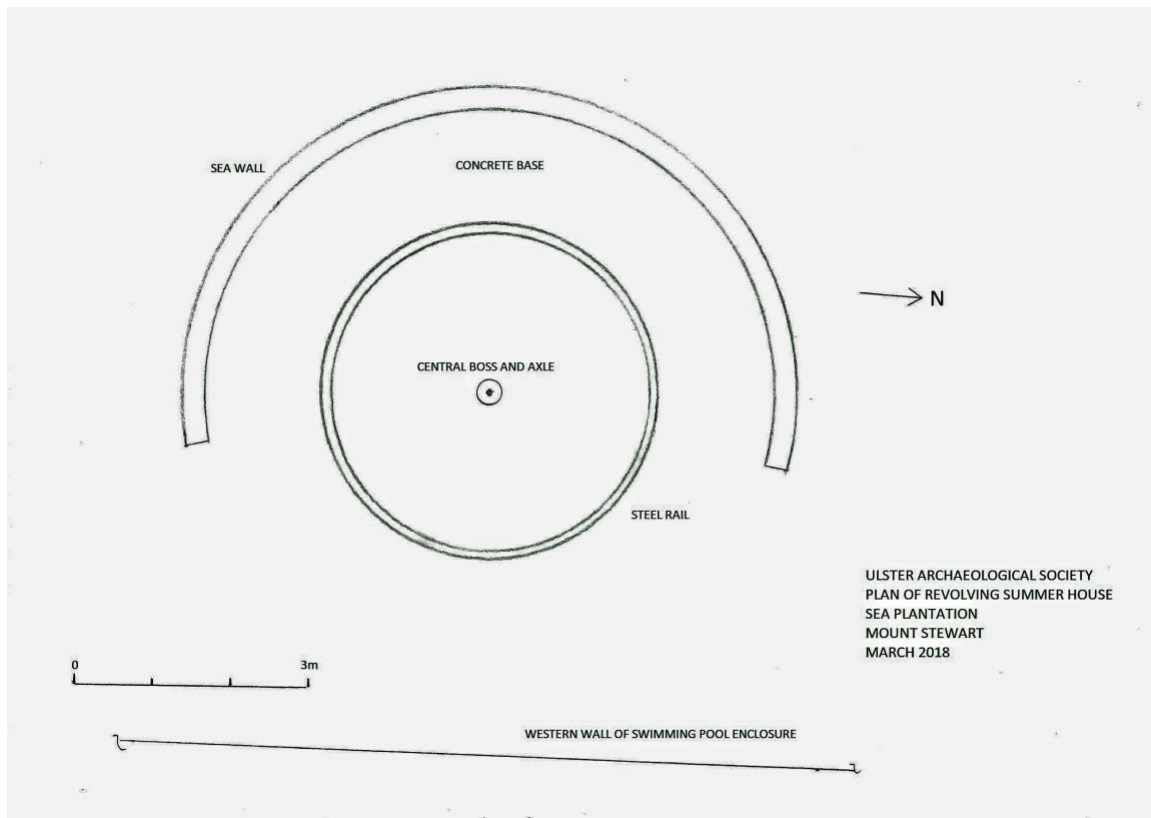 SEA WALL
CONCRETE BASE
N
CENTRAL BOSS AND AXLE
STEEL RAIL
ULSTER ARCHAEOLOGICAL SOCIETY
PLAN OF REVOLVING SUMMER HOUSE
SEA PLANTATION
MOUNT STEWART
MARCH 2018
0 3m
WESTERN WALL OF SWIMMING POOL ENCLOSURE